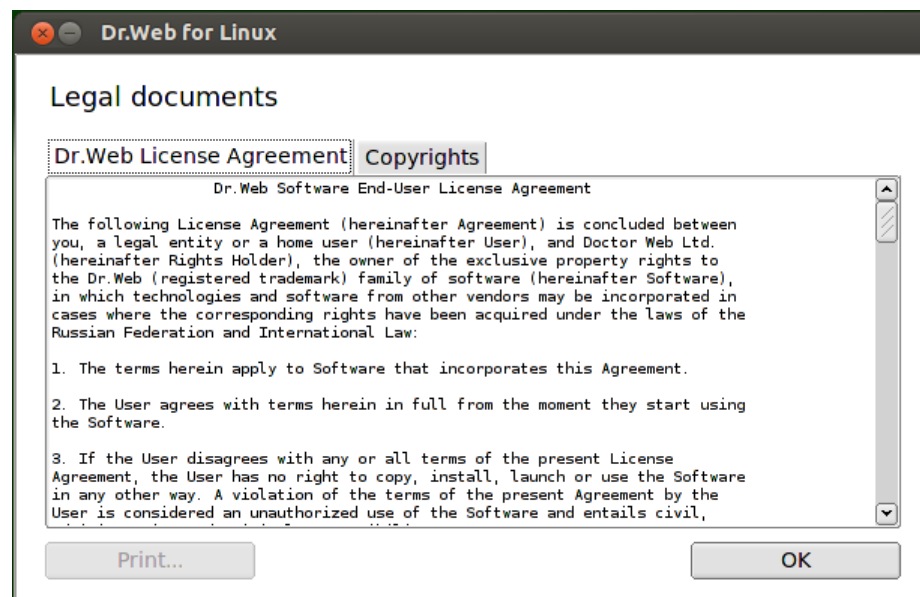 Dr.Web for Linux
Legal documents
Dr.Web License Agreement
Copyrights
Dr.Web Software End-User License Agreement
The following License Agreement (hereinafter Agreement) is concluded between
you, a legal entity or a home user (hereinafter User), and Doctor Web Ltd.
(hereinafter Rights Holder), the owner of the exclusive property rights to
the Dr.Web (registered trademark) family of software (hereinafter Software),
in which technologies and software from other vendors may be incorporated in
cases where the corresponding rights have been acquired under the laws of the
Russian Federation and International Law:
1. The terms herein apply to Software that incorporates this Agreement.
2. The User agrees with terms herein in full from the moment they start using
the Software.
3. If the User disagrees with any or all terms of the present License
Agreement, the User has no right to copy, install, launch or use the Software
in any other way. A violation of the terms of the present Agreement by the
User is considered an unauthorized use of the Software and entails civil,
Print...
OK